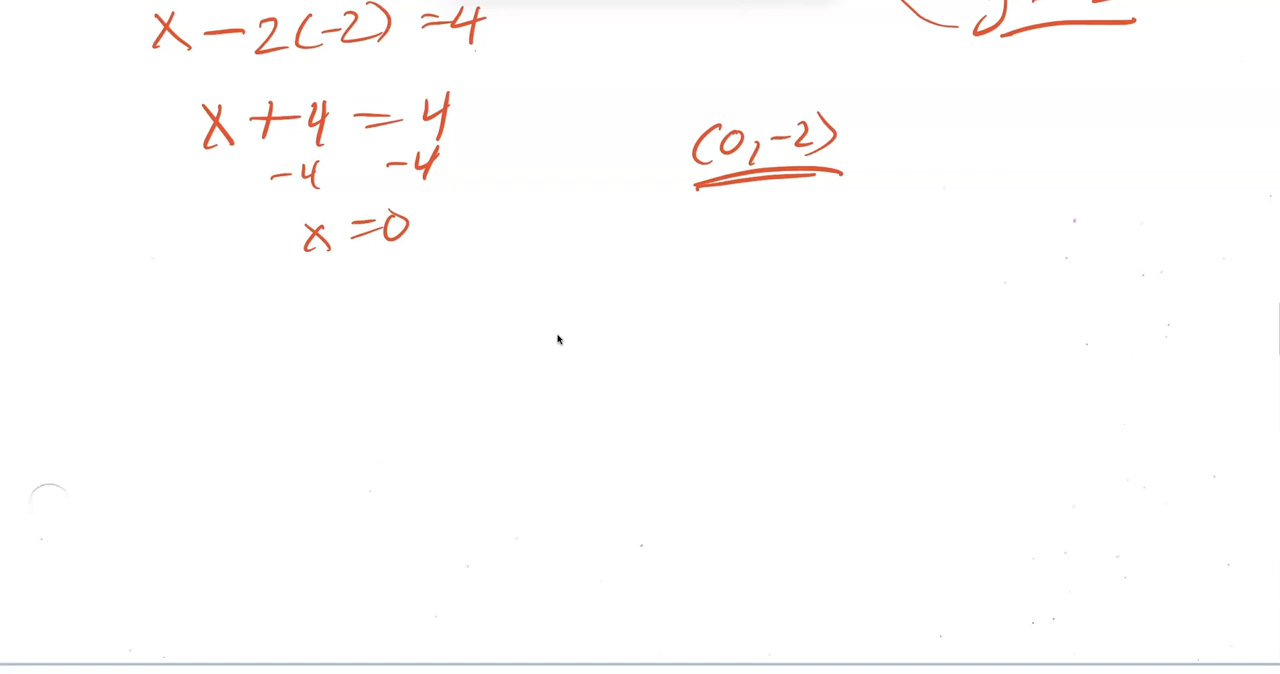 x - 2(-2) = 4
x + 4 = 4
-4 -4
x = 0
(0, -2)